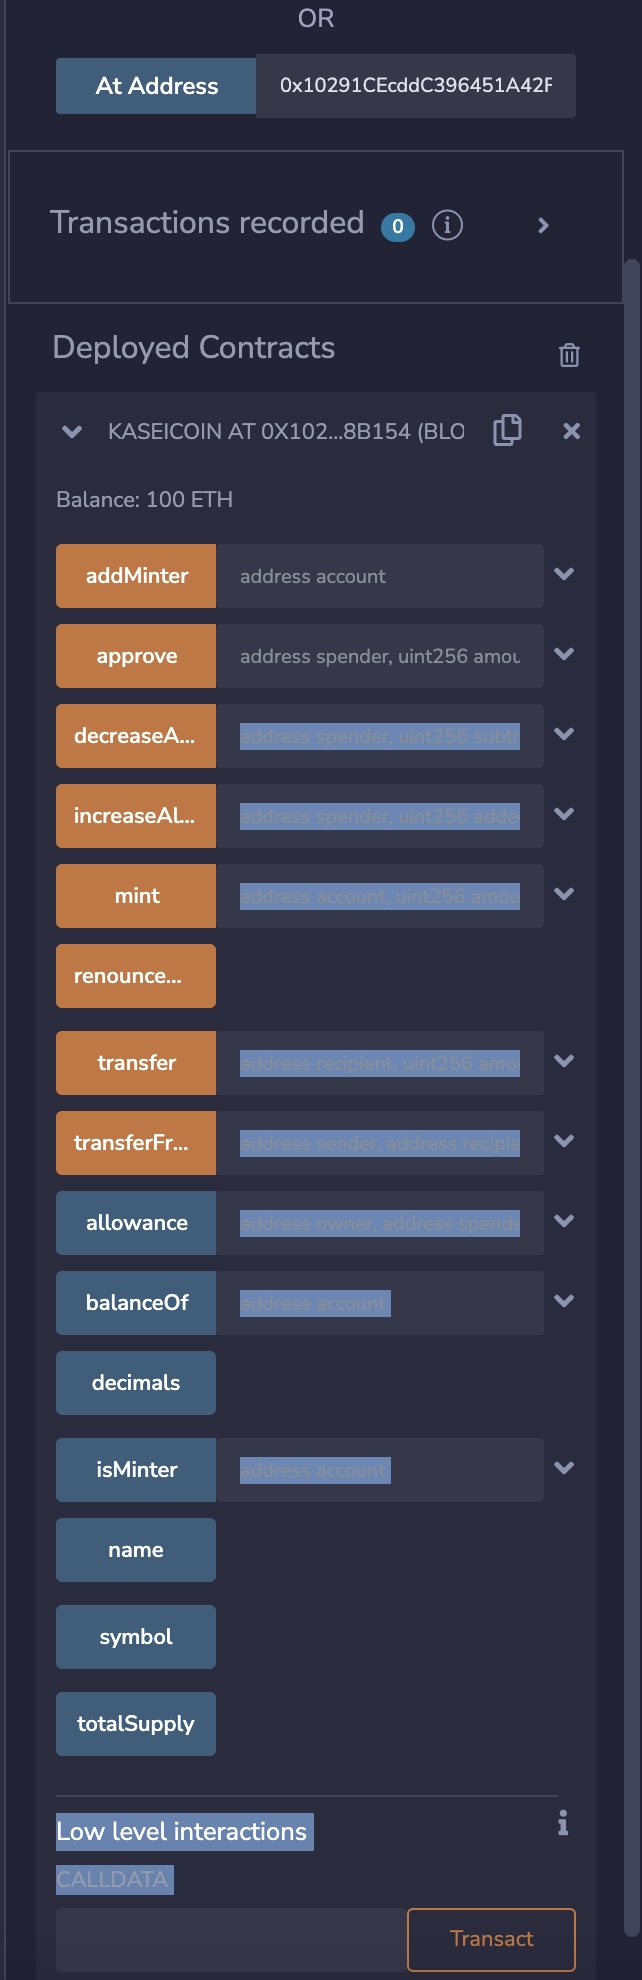 OR
At Address 0x10291CEcddC396451A42F
Transactions recorded 0 i
Deployed Contracts
KASEICOIN AT 0X102...8B154 (BLO
Balance: 100 ETH
addMinter address account
approve address spender, uint256 amou
decreaseA... address spender, uint256 subtr
increaseAl... address spender, uint256 adde
mint address account, uint256 amou
renounce...
transfer address recipient, uint256 amo
transferFr... address sender, address recipie
allowance address owner, address spende
balanceOf address account
decimals
isMinter address account
name
symbol
totalSupply
Low level interactions i
CALLDATA
Transact